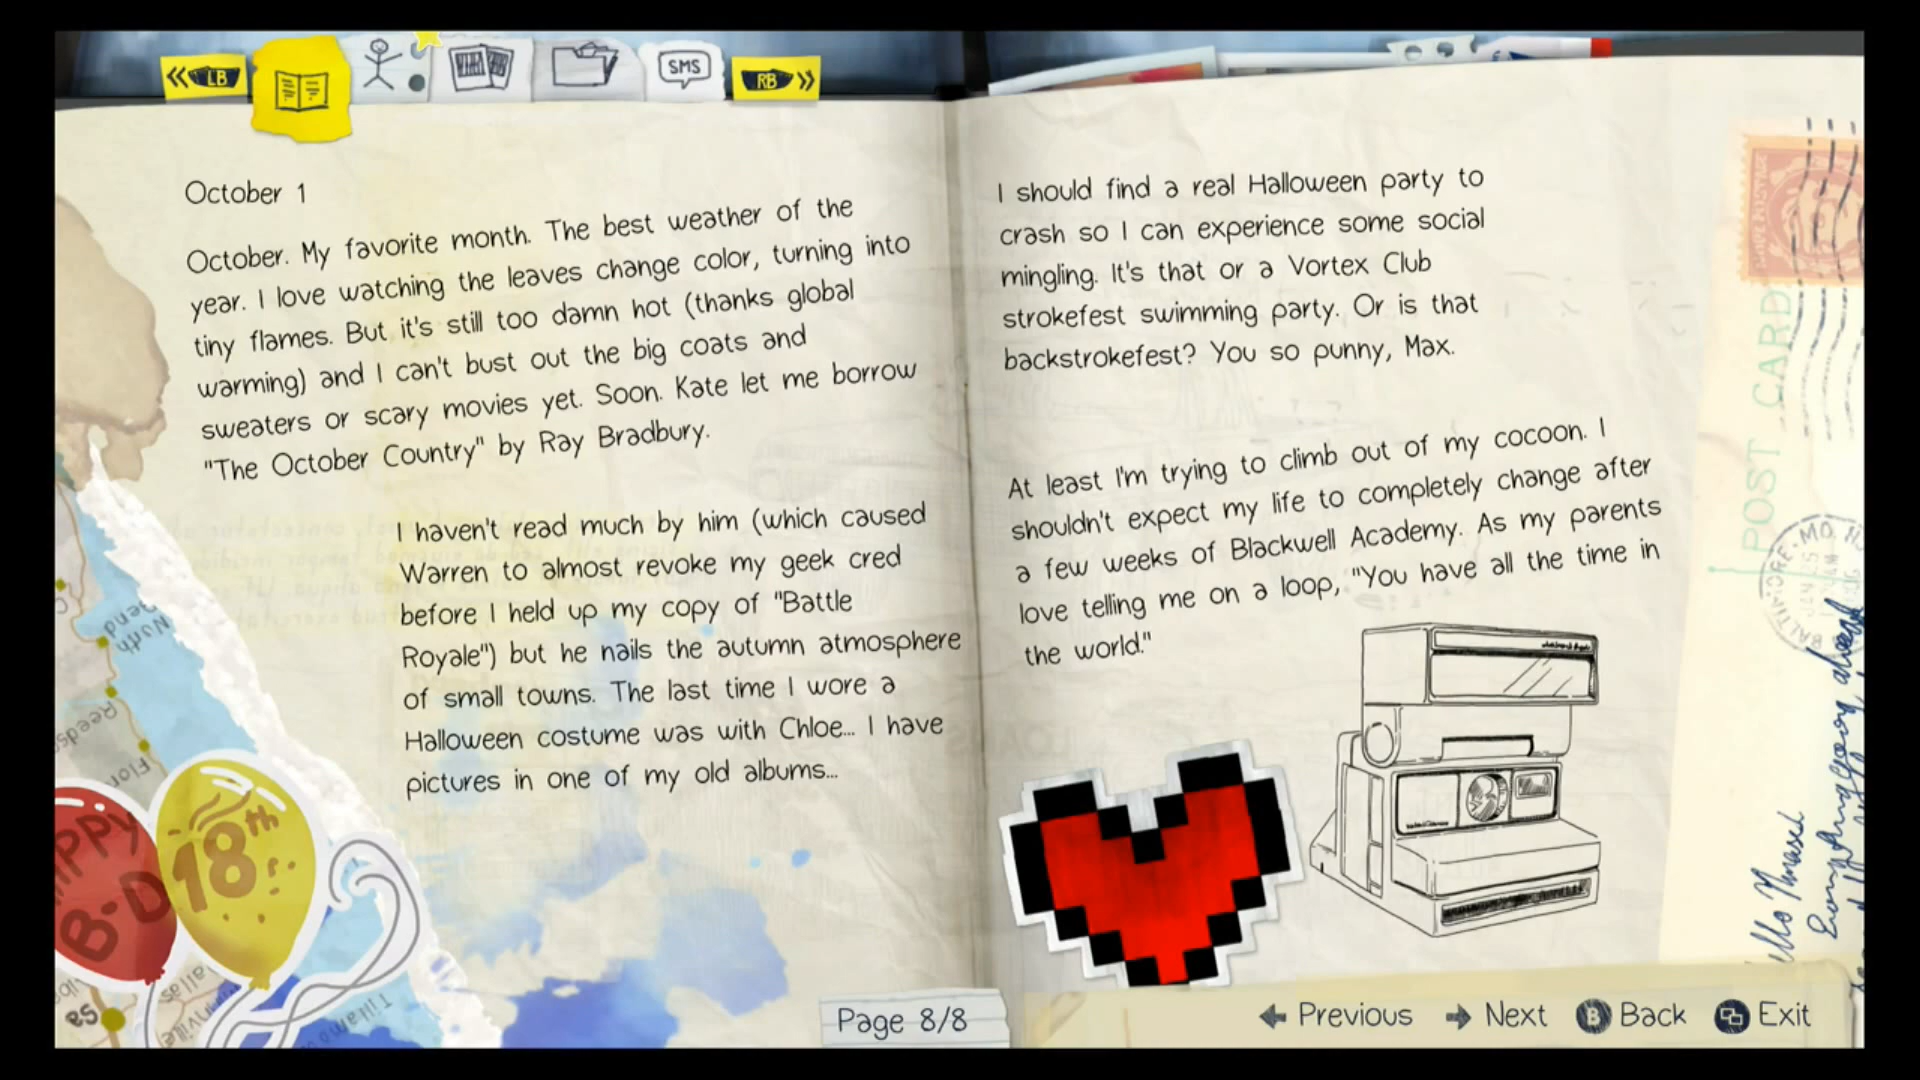 LB
SMS
RB
October 1
October. My favorite month. The best weather of the
year. I love watching the leaves change color, turning into
tiny flames. But it's still too damn hot (thanks global
warming) and I can't bust out the big coats and
sweaters or scary movies yet. Soon. Kate let me borrow
"The October Country" by Ray Bradbury.
I haven't read much by him (which caused
Warren to almost revoke my geek cred
before I held up my copy of "Battle
Royale") but he nails the autumn atmosphere
of small towns. The last time I wore a
Halloween costume was with Chloe... I have
pictures in one of my old albums...
North
Bend
HAPPY
B-D
18th
I should find a real Halloween party to
crash so I can experience some social
mingling. It's that or a Vortex Club
strokefest swimming party. Or is that
backstrokefest? You so punny, Max.
At least I'm trying to climb out of my cocoon. I
shouldn't expect my life to completely change after
a few weeks of Blackwell Academy. As my parents
love telling me on a loop, "You have all the time in
the world."
POST CARD
Page 8/8
Previous
Next
B Back
Exit